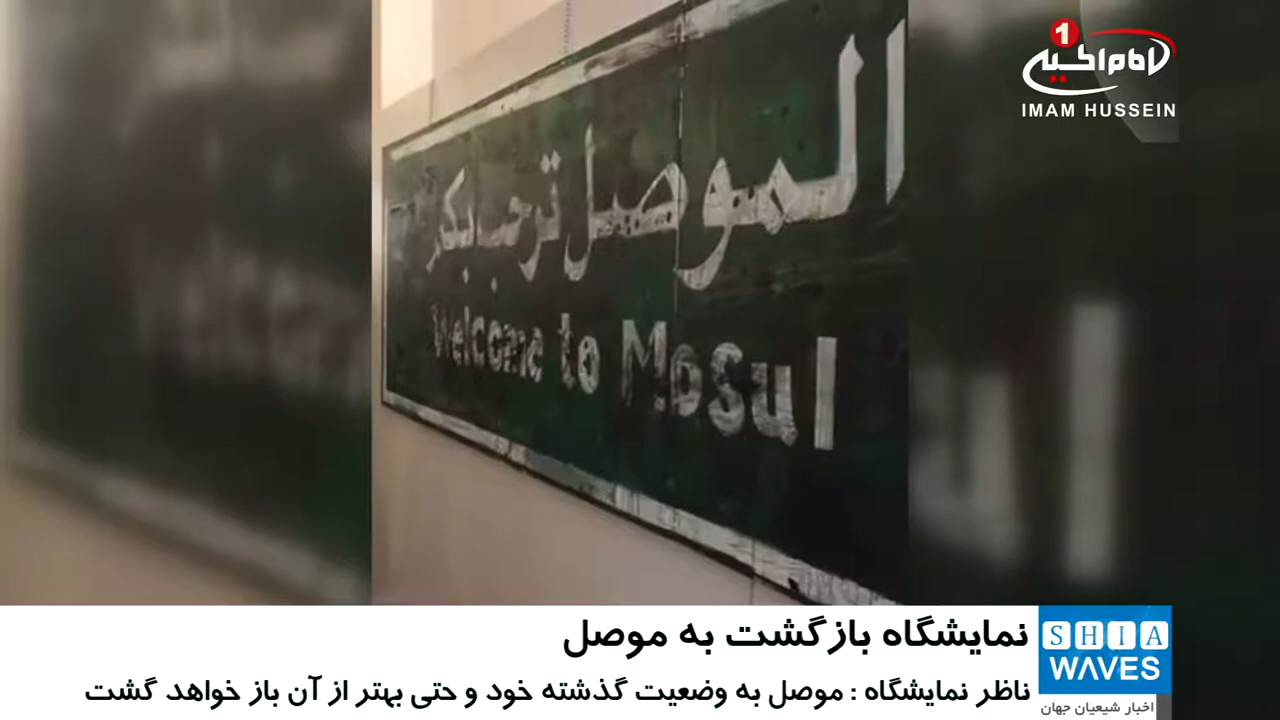 1
امام الحسین
IMAM HUSSEIN
الموصل ترحب بكم
Welcome to Mosul
نمایشگاه بازگشت به موصل
SHIA
WAVES
ناظر نمایشگاه : موصل به وضعیت گذشته خود و حتی بهتر از آن باز خواهد گشت
اخبار شیعیان جهان